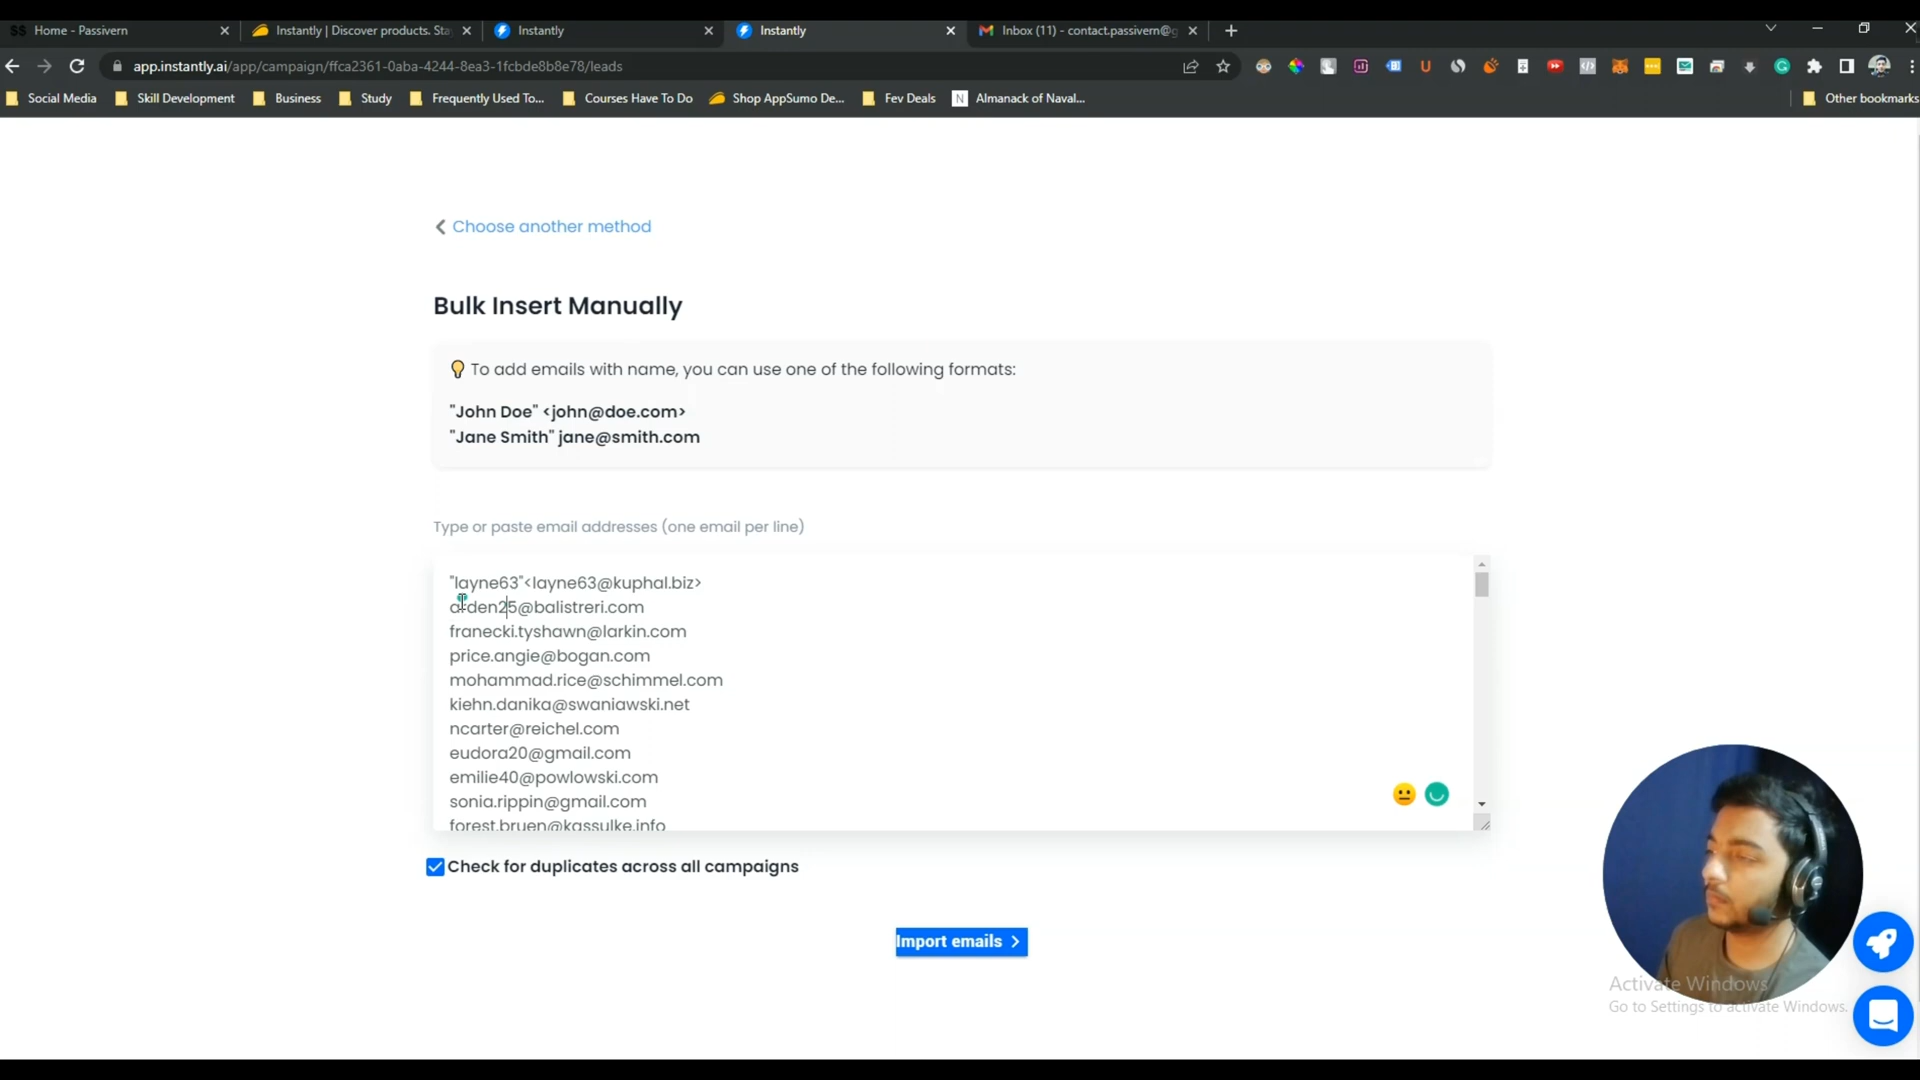 Home - Passivern
Instantly | Discover products. Sta
Instantly
Instantly
Inbox (11) - contact.passivern@g
app.instantly.ai/app/campaign/ffca2361-0aba-4244-8ea3-1fcbde8b8e78/leads
Social Media
Skill Development
Business
Study
Frequently Used To...
Courses Have To Do
Shop AppSumo De...
Fev Deals
Almanack of Naval...
Other bookmarks
Choose another method
Bulk Insert Manually
To add emails with name, you can use one of the following formats:
"John Doe" <john@doe.com>
"Jane Smith" jane@smith.com
Type or paste email addresses (one email per line)
"layne63"<layne63@kuphal.biz>
arden25@balistreri.com
franecki.tyshawn@larkin.com
price.angie@bogan.com
mohammad.rice@schimmel.com
kiehn.danika@swaniawski.net
ncarter@reichel.com
eudora20@gmail.com
emilie40@powlowski.com
sonia.rippin@gmail.com
forest.bruen@kassulke.info
Check for duplicates across all campaigns
Import emails
Activate Windows
Go to Settings to activate Windows.